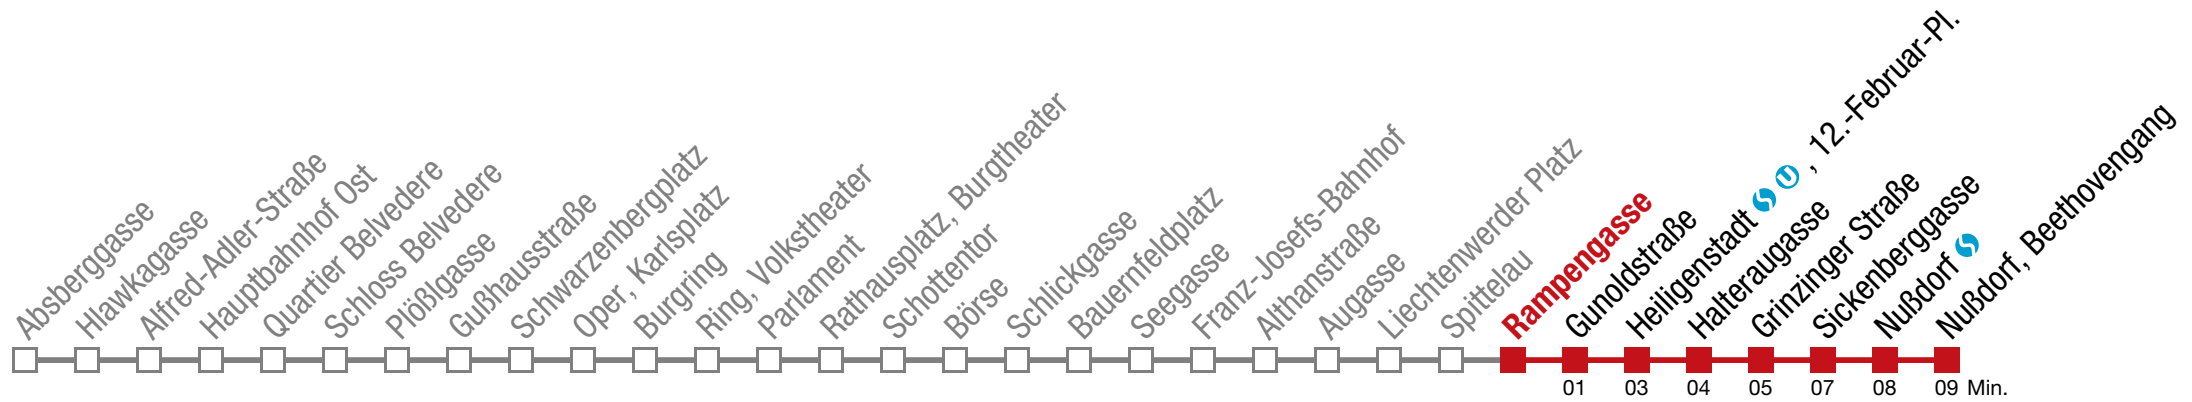 Absberggasse
Hlawkagasse
Alfred-Adler-Straße
Hauptbahnhof Ost
Quartier Belvedere
Schloss Belvedere
Plößlgasse
Gußhausstraße
Schwarzenbergplatz
Oper, Karlsplatz
Burgring
Ring, Volkstheater
Parlament
Rathausplatz, Burgtheater
Schottentor
Börse
Schlickgasse
Bauernfeldplatz
Seegasse
Franz-Josefs-Bahnhof
Althanstraße
Augasse
Liechtenwerder Platz
Spittelau
Rampengasse
Gunoldstraße
Heiligenstadt S U , 12.-Februar-Pl.
Halteraugasse
Grinzinger Straße
Sickenberggasse
Nußdorf S
Nußdorf, Beethovengang
01 03 04 05 07 08 09 Min.